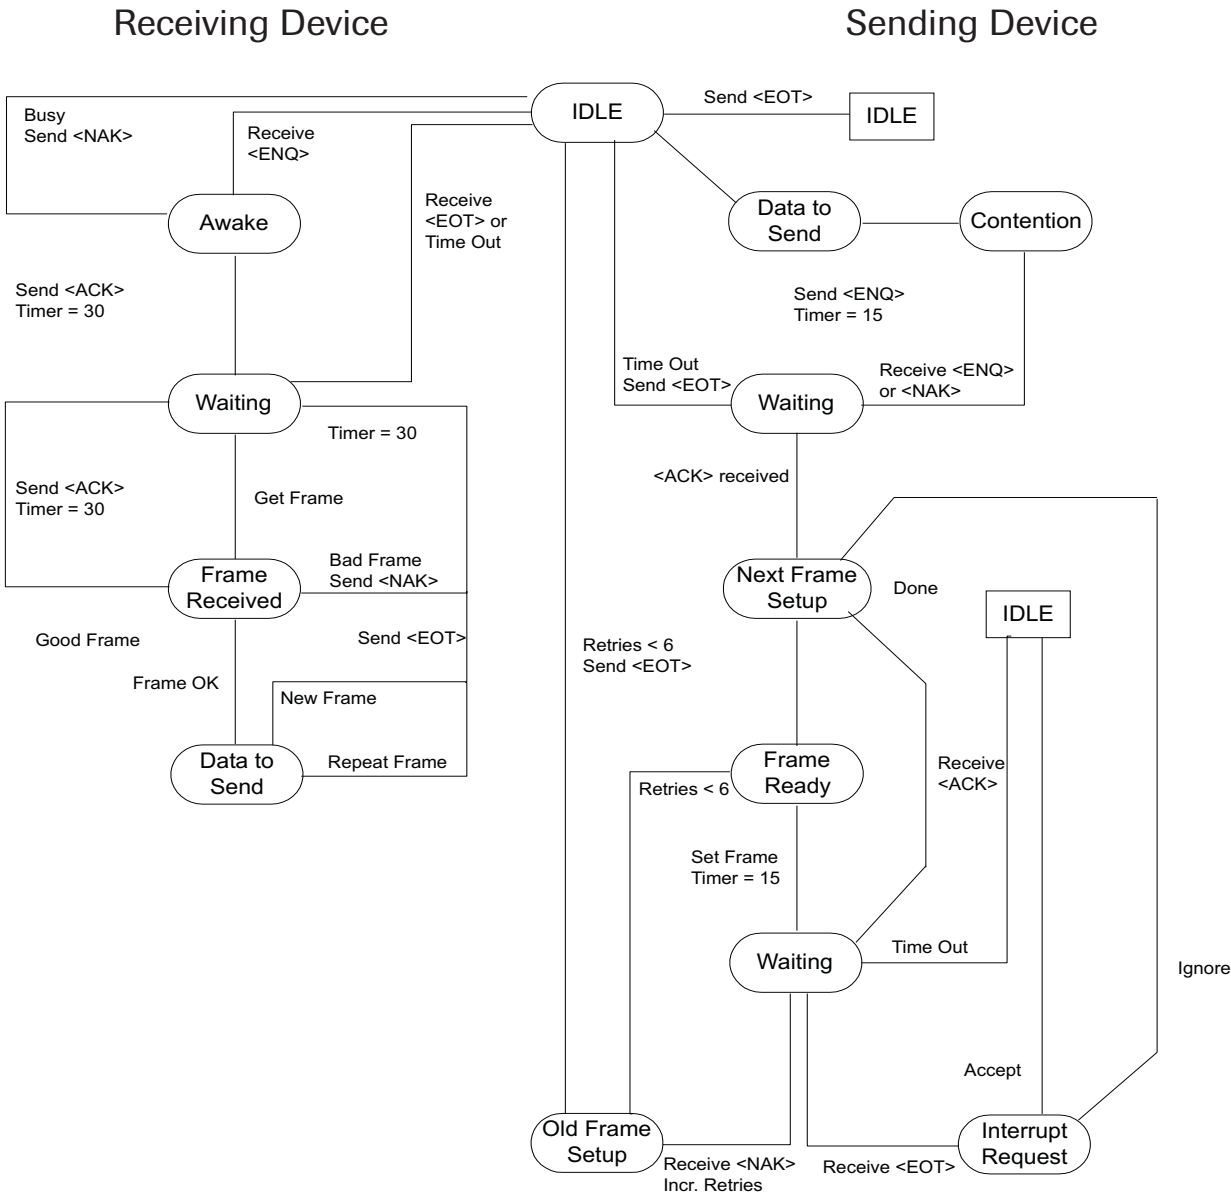 Receiving Device
Sending Device
IDLE
Send <EOT>
IDLE
Busy
Send <NAK>
Receive
<ENQ>
Awake
Receive
<EOT> or
Time Out
Data to
Send
Contention
Send <ACK>
Timer = 30
Send <ENQ>
Timer = 15
Time Out
Send <EOT>
Receive <ENQ>
or <NAK>
Waiting
Waiting
Timer = 30
<ACK> received
Send <ACK>
Timer = 30
Get Frame
Frame
Received
Bad Frame
Send <NAK>
Next Frame
Setup
Done
IDLE
Good Frame
Send <EOT>
Retries < 6
Send <EOT>
Frame OK
New Frame
Data to
Send
Repeat Frame
Frame
Ready
Retries < 6
Receive
<ACK>
Set Frame
Timer = 15
Waiting
Time Out
Ignore
Accept
Old Frame
Setup
Receive <NAK>
Incr. Retries
Receive <EOT>
Interrupt
Request